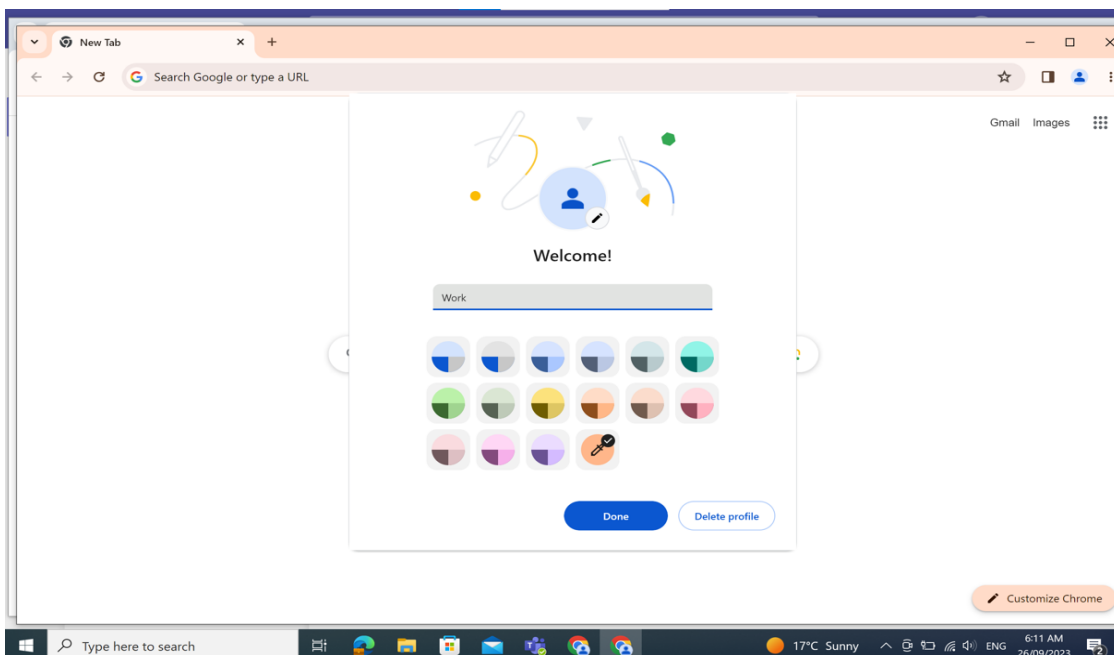 New Tab
Search Google or type a URL
Gmail Images
Welcome!
Work
Done Delete profile
Customize Chrome
Type here to search
17°C Sunny ENG 6:11 AM
26/09/2023
2